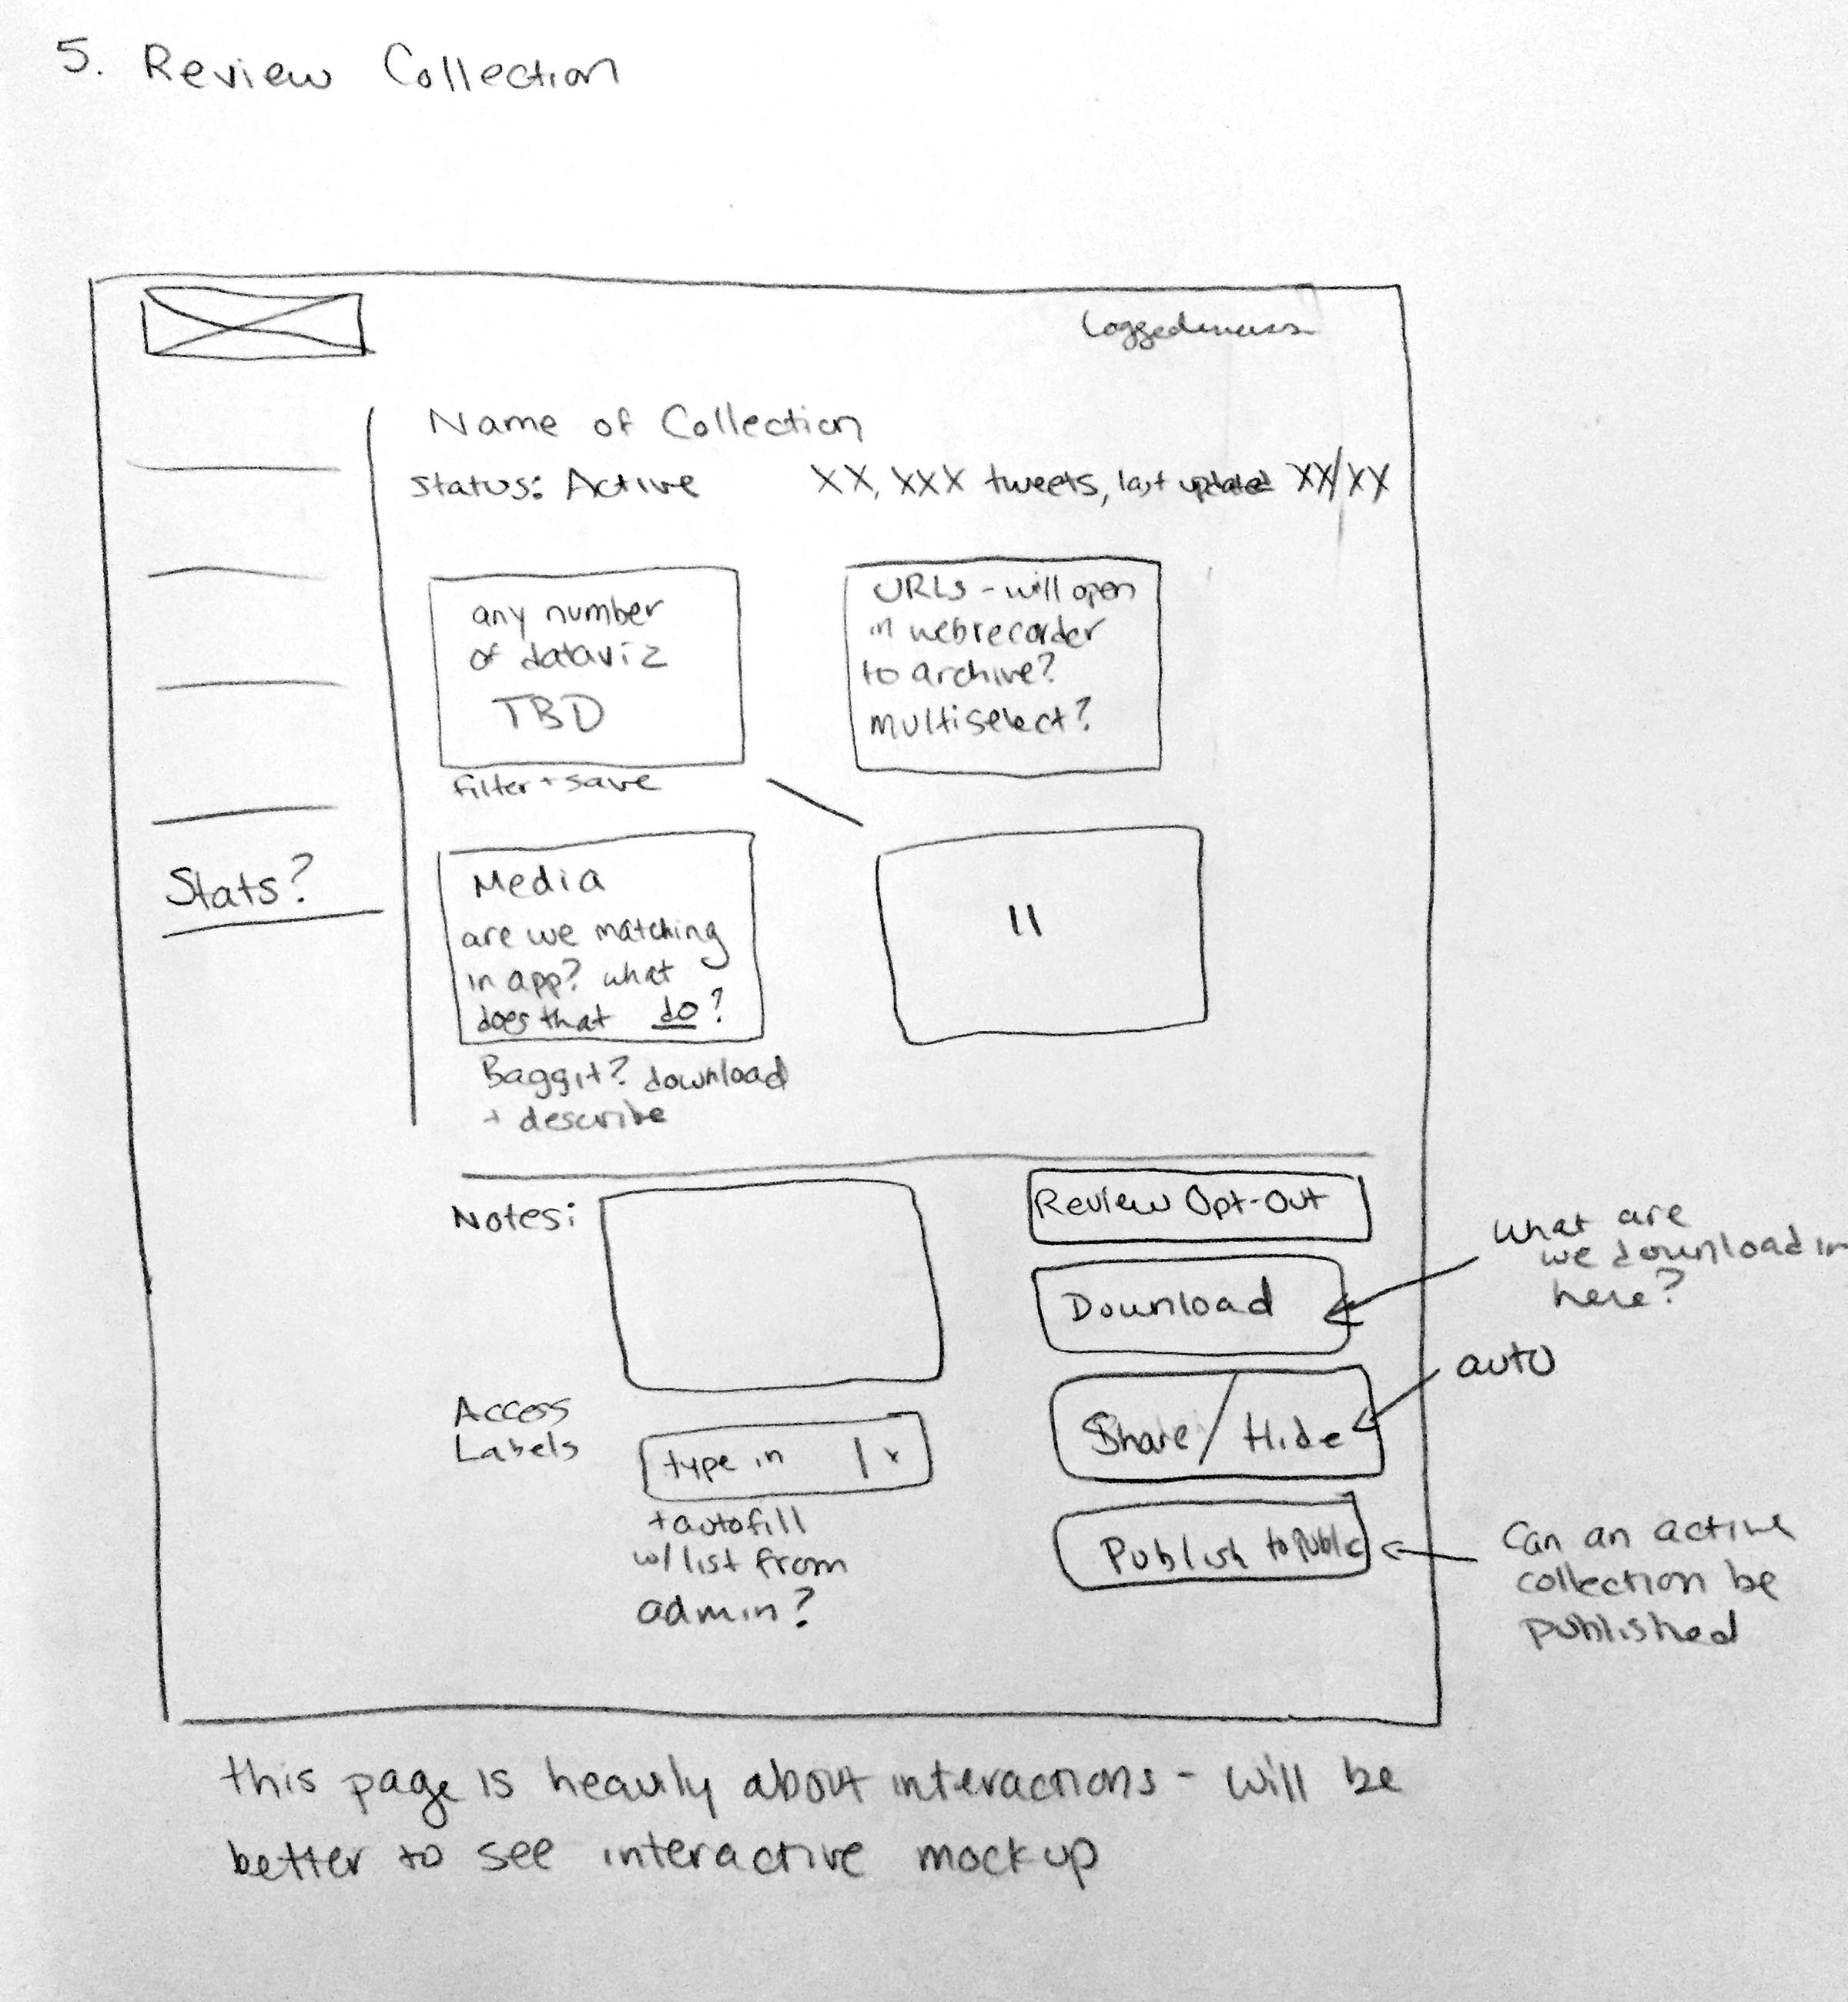 5. Review Collection
Loggedinuser
Name of Collection
Status: Active
XX,XXX tweets, last updated XX/XX
any number
of dataviz
TBD
filter + save
URLs - will open
in webrecorder
to archive?
multiselect?
Stats?
Media
are we matching
in app? what
does that do?
Baggit? download
+ describe
"
Notes:
Access
Labels
type in
+ autofill
w/ list from
admin?
Review Opt-Out
Download
Share / Hide
Publish to public
what are
we downloadin
here?
auto
Can an active
collection be
published
this page is heavily about interactions - will be
better to see interactive mockup